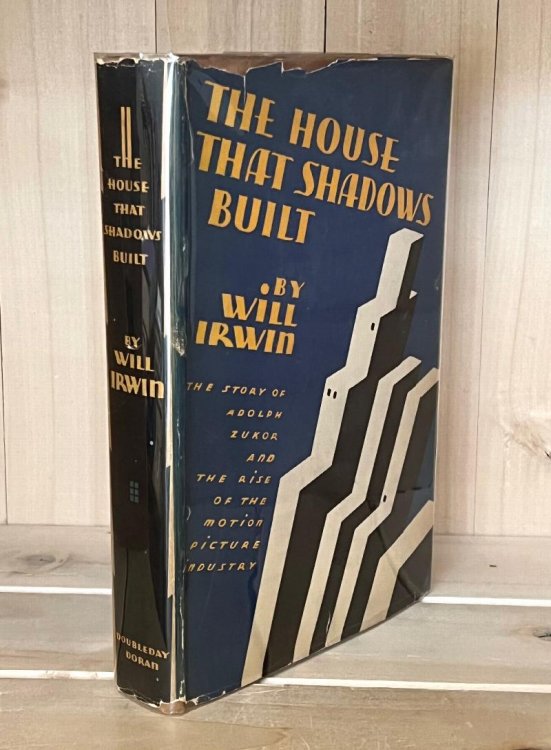 THE
HOUSE
THAT
SHADOWS
BUILT
BY
WILL
IRWIN
DOUBLEDAY
DORAN
THE HOUSE
THAT SHADOWS
BUILT
BY
WILL
IRWIN
THE STORY OF
ADOLPH
ZUKOR
AND
THE RISE
OF THE
MOTION
PICTURE
INDUSTRY